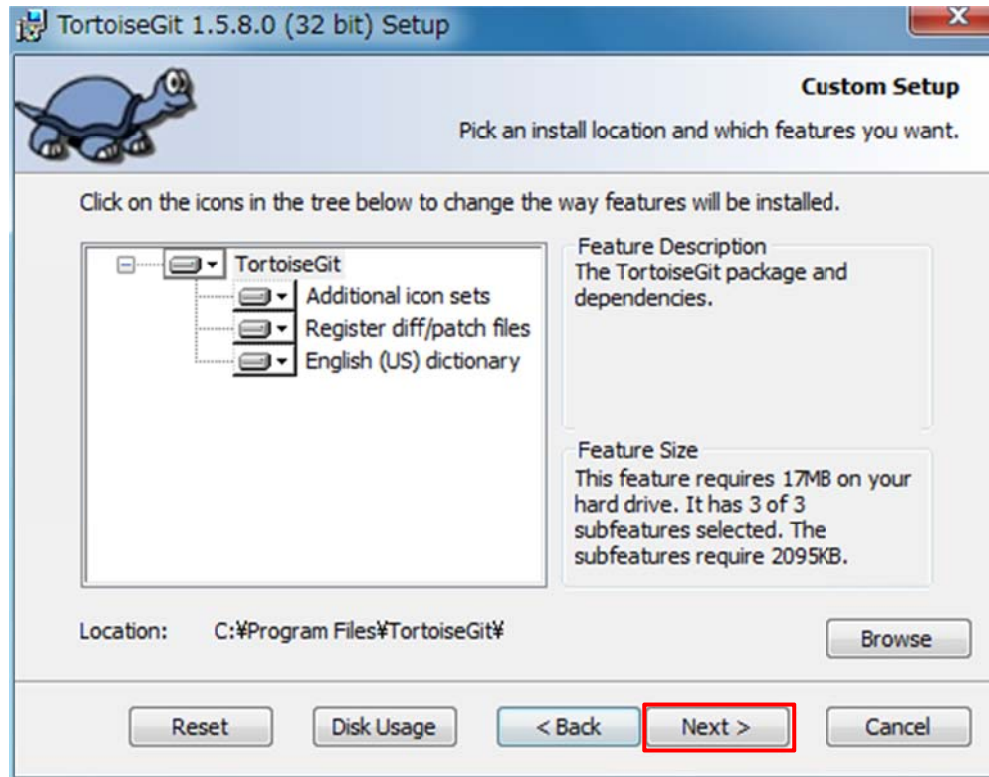 TortoiseGit 1.5.8.0 (32 bit) Setup
Custom Setup
Pick an install location and which features you want.
Click on the icons in the tree below to change the way features will be installed.
TortoiseGit
Additional icon sets
Register diff/patch files
English (US) dictionary
Feature Description
The TortoiseGit package and
dependencies.
Feature Size
This feature requires 17MB on your
hard drive. It has 3 of 3
subfeatures selected. The
subfeatures require 2095KB.
Location: C:¥Program Files¥TortoiseGit¥
Browse
Reset Disk Usage < Back Next > Cancel